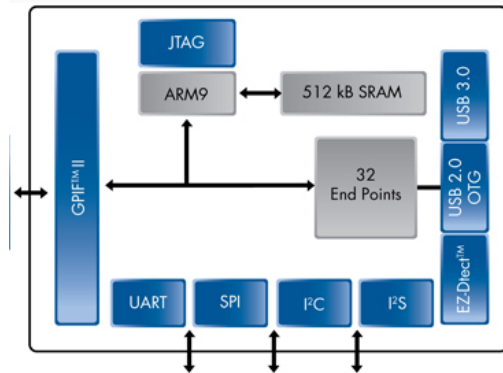 JTAG
ARM9
512 kB SRAM
USB 3.0
GPIF™ II
32
End Points
USB 2.0
OTG
EZ-Dtect™
UART
SPI
I²C
I²S